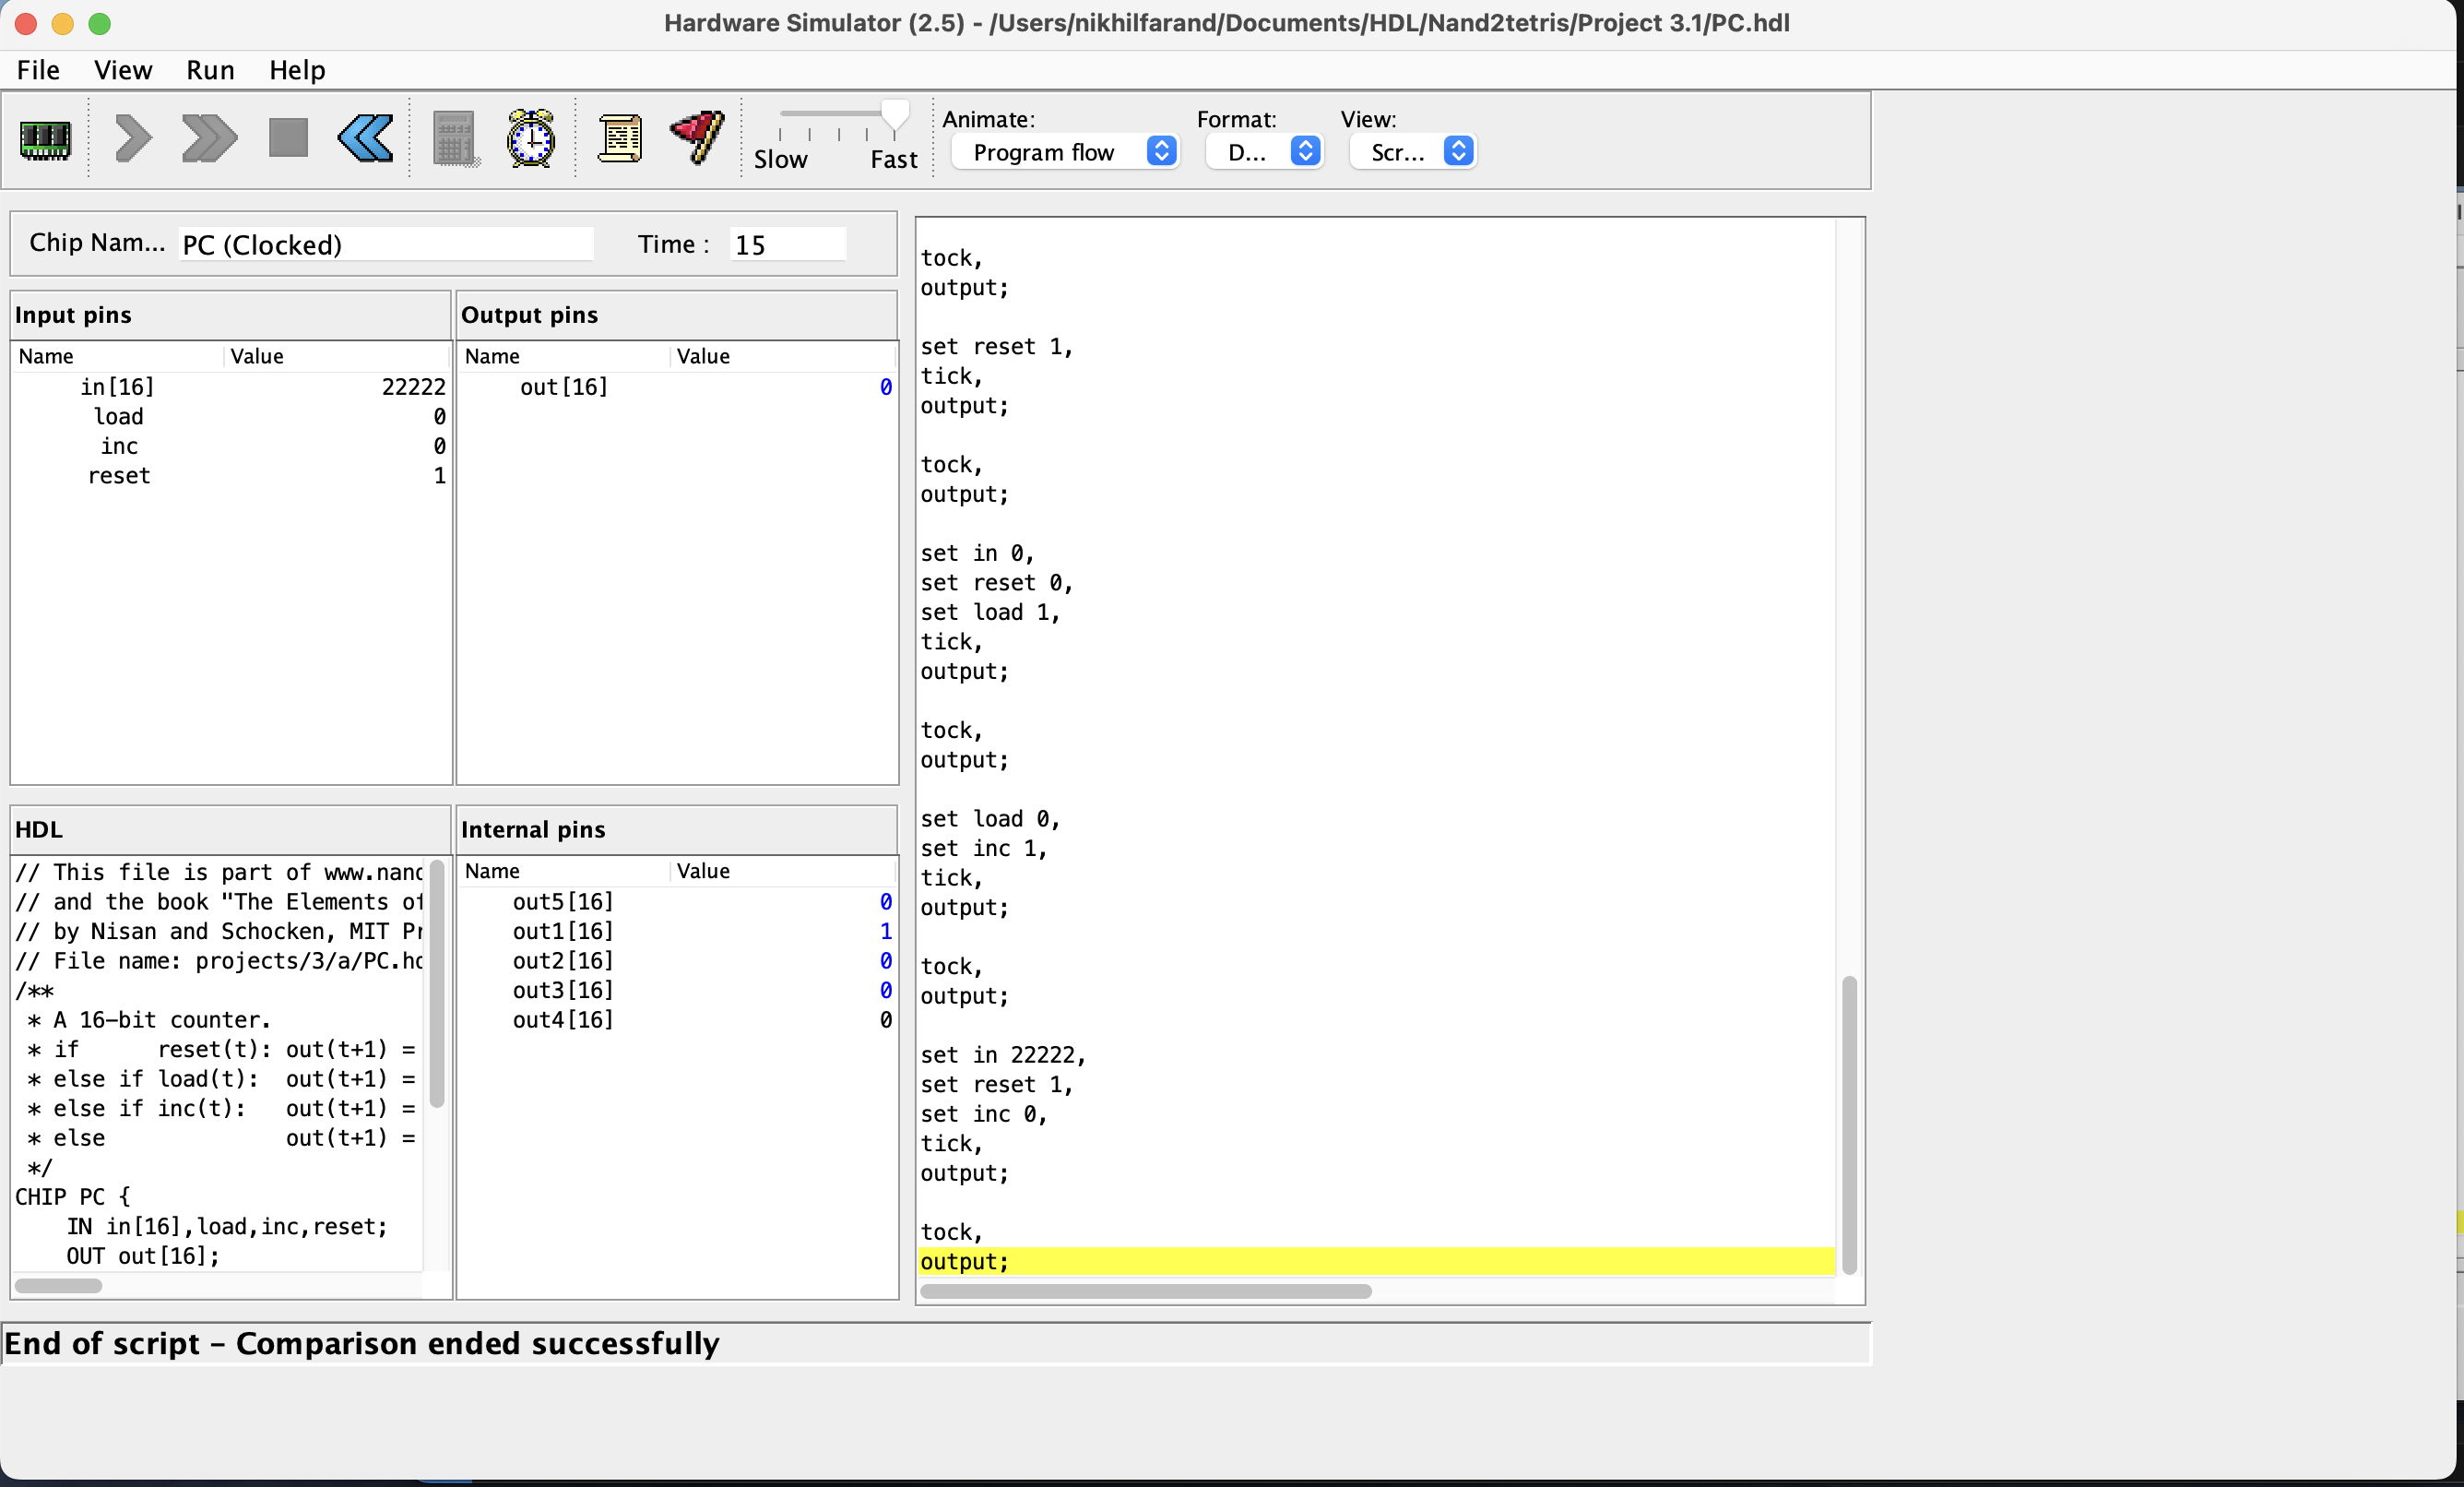 Hardware Simulator (2.5) - /Users/nikhilfarand/Documents/HDL/Nand2tetris/Project 3.1/PC.hdl
File View Run Help
Slow Fast
Animate: Format: View:
Program flow D... Scr...
Chip Nam... PC (Clocked) Time : 15
Input pins
Name Value
in[16] 22222
load 0
inc 0
reset 1
Output pins
Name Value
out[16] 0
HDL
// This file is part of www.nand
// and the book "The Elements of
// by Nisan and Schocken, MIT Pr
// File name: projects/3/a/PC.hd
/**
* A 16-bit counter.
* if reset(t): out(t+1) =
* else if load(t): out(t+1) =
* else if inc(t): out(t+1) =
* else out(t+1) =
*/
CHIP PC {
IN in[16],load,inc,reset;
OUT out[16];
Internal pins
Name Value
out5[16] 0
out1[16] 1
out2[16] 0
out3[16] 0
out4[16] 0
tock,
output;
set reset 1,
tick,
output;
tock,
output;
set in 0,
set reset 0,
set load 1,
tick,
output;
tock,
output;
set load 0,
set inc 1,
tick,
output;
tock,
output;
set in 22222,
set reset 1,
set inc 0,
tick,
output;
tock,
output;
End of script - Comparison ended successfully